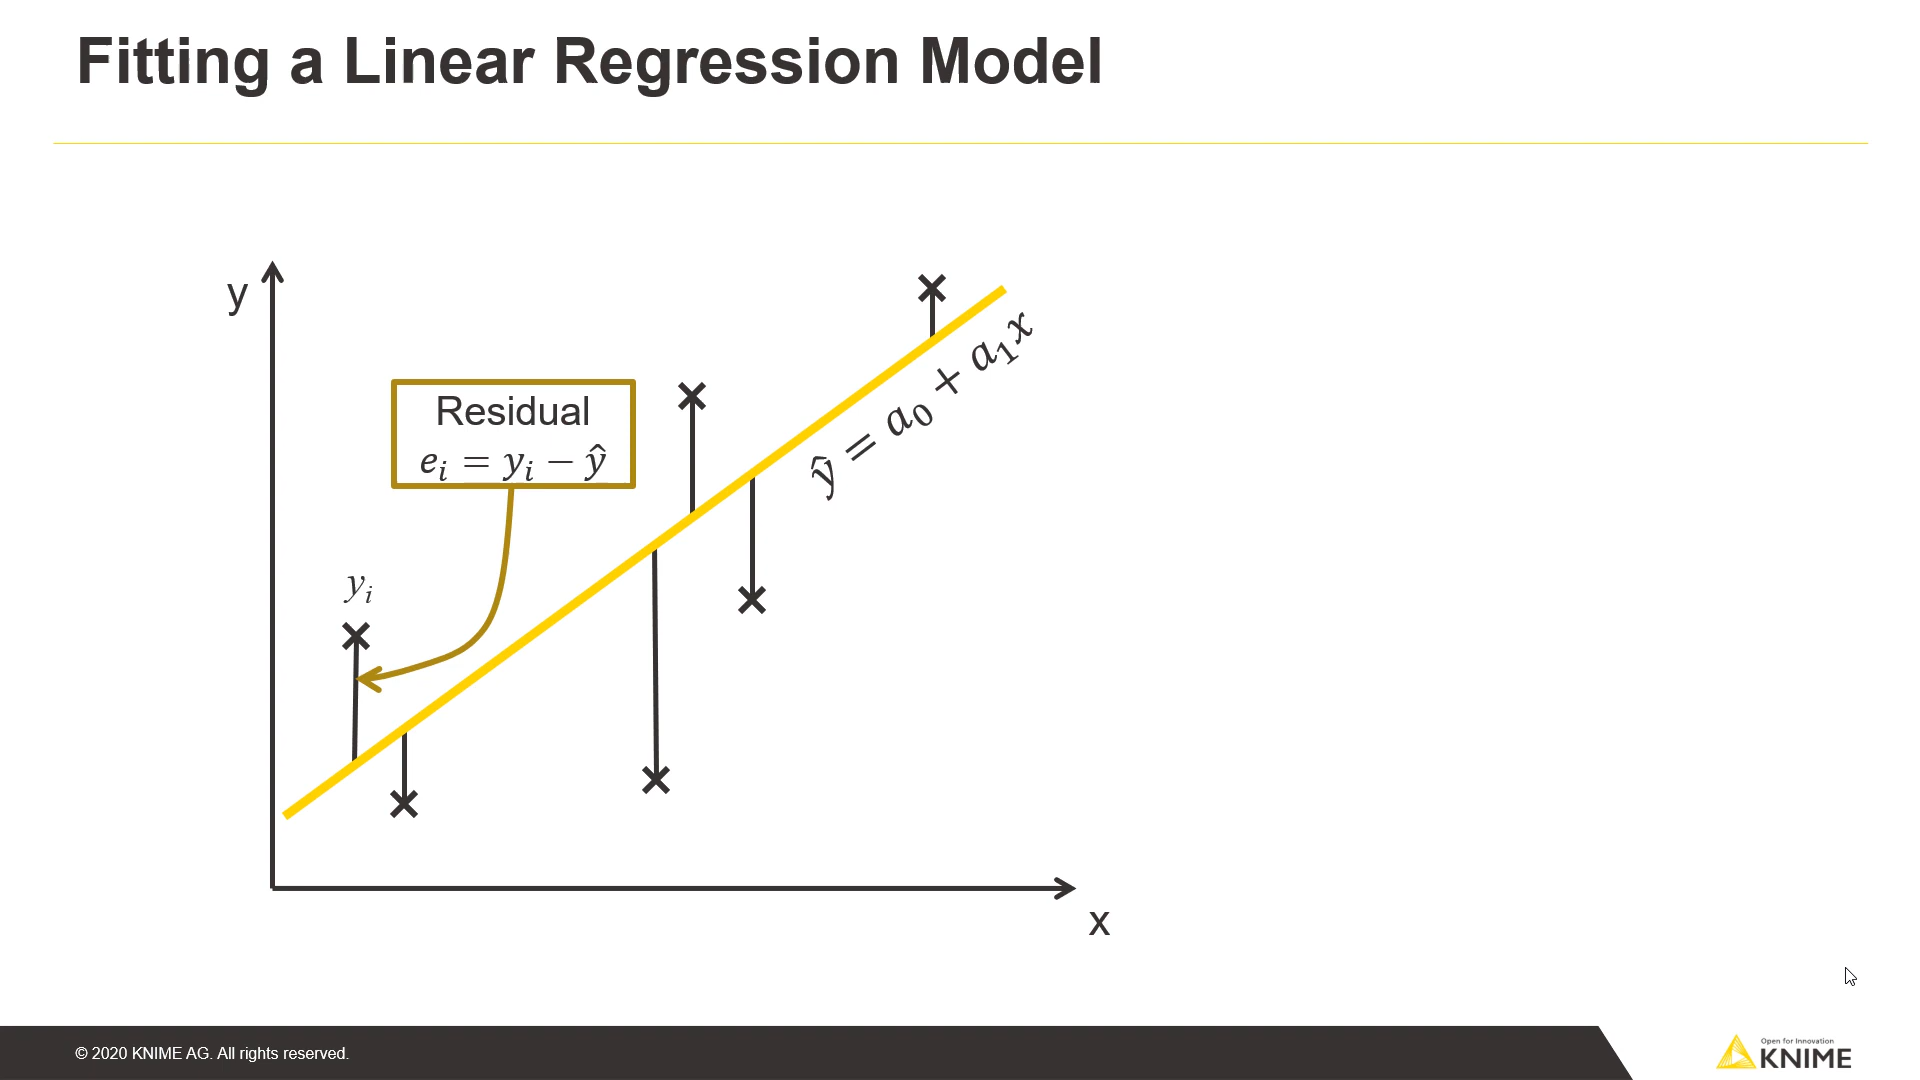 Fitting a Linear Regression Model
y
Residual
eᵢ = yᵢ − ŷ
ŷ = a₀ + a₁x
yᵢ
x
© 2020 KNIME AG. All rights reserved.
Open for Innovation
KNIME